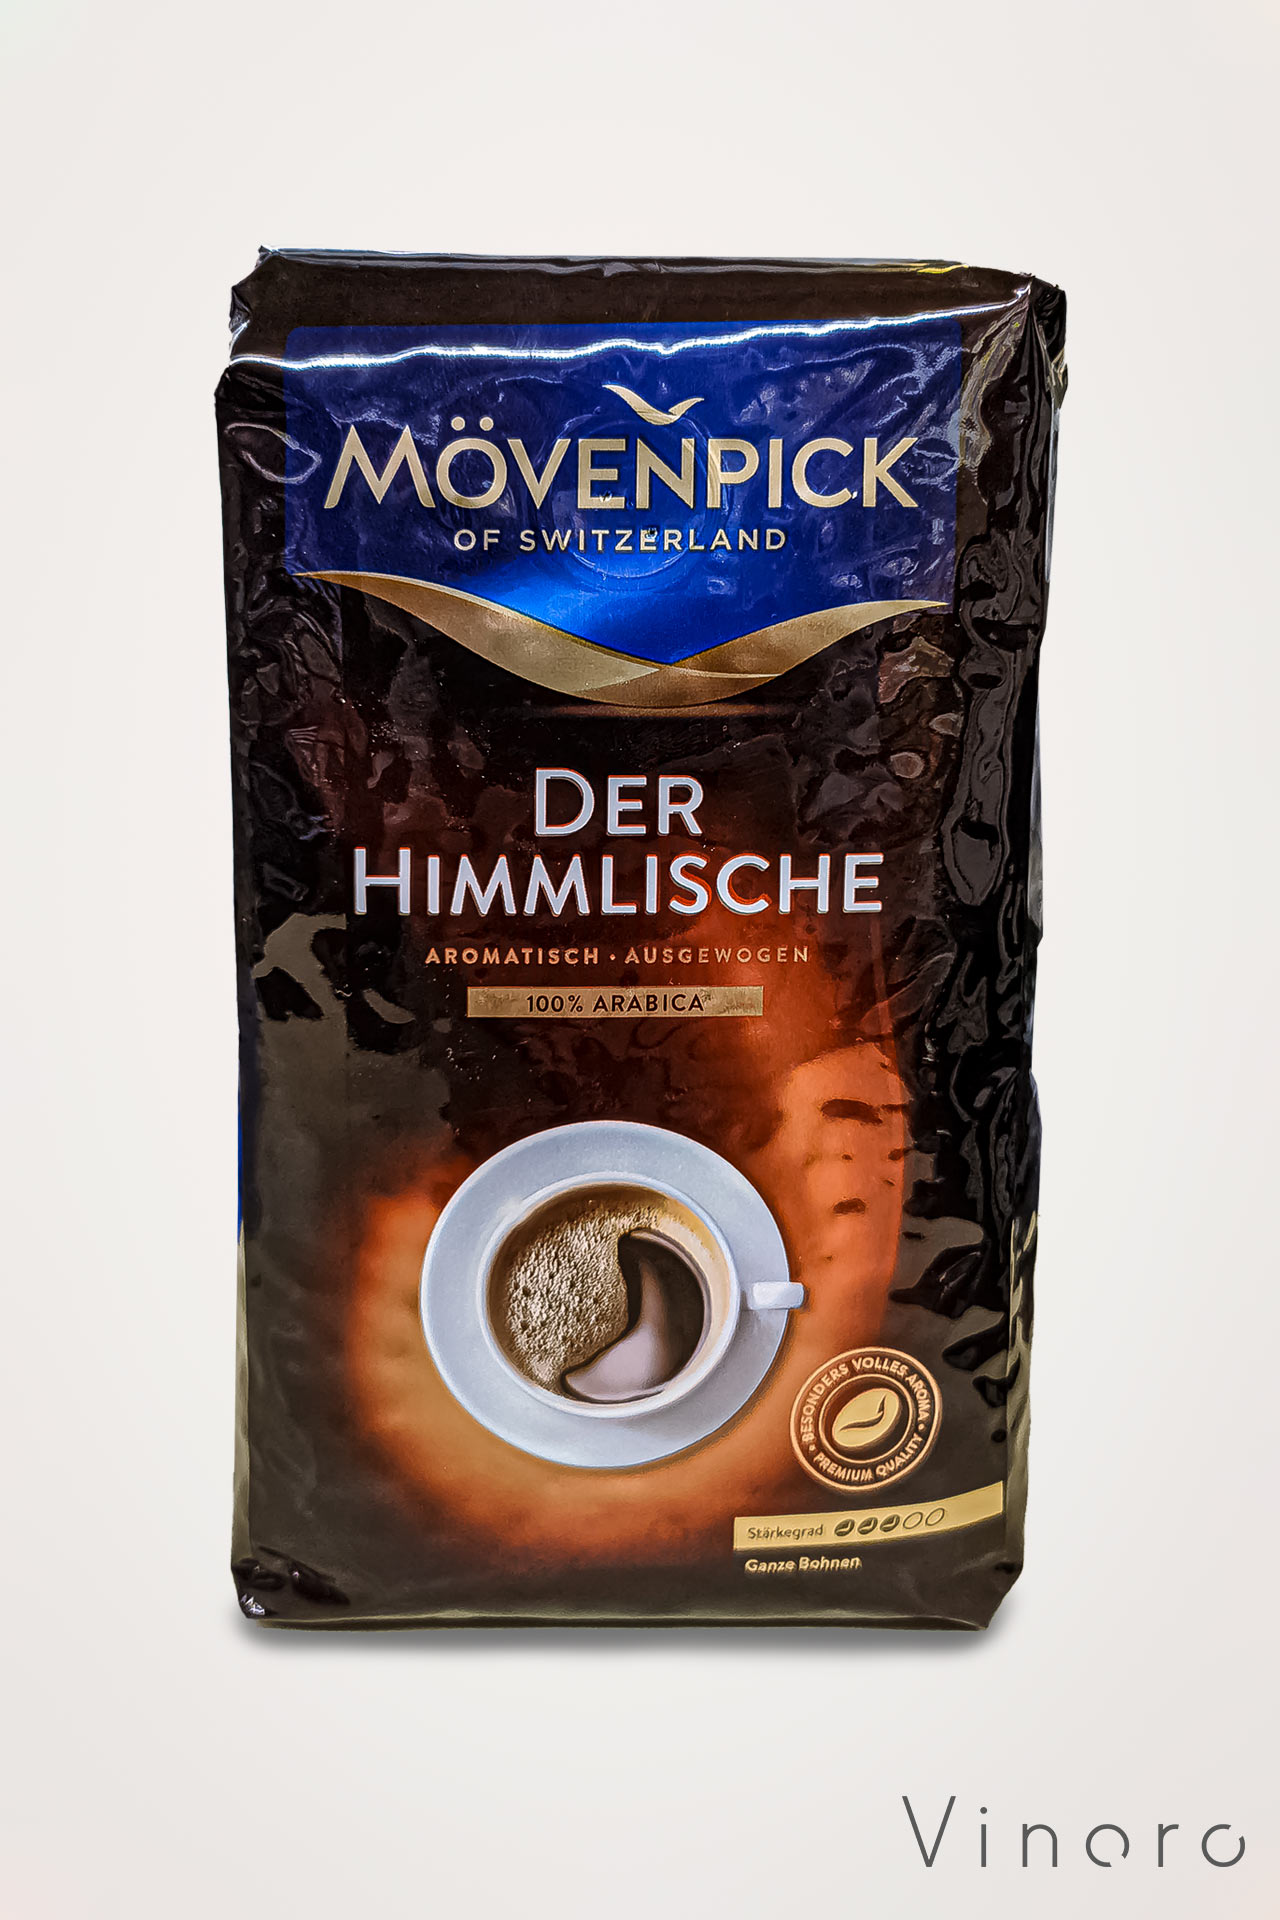 MÖVENPICK
OF SWITZERLAND
DER
HIMMLISCHE
AROMATISCH · AUSGEWOGEN
100% ARABICA
BESONDERS VOLLES AROMA
PREMIUM QUALITY
Stärkegrad
Ganze Bohnen
Vinoro